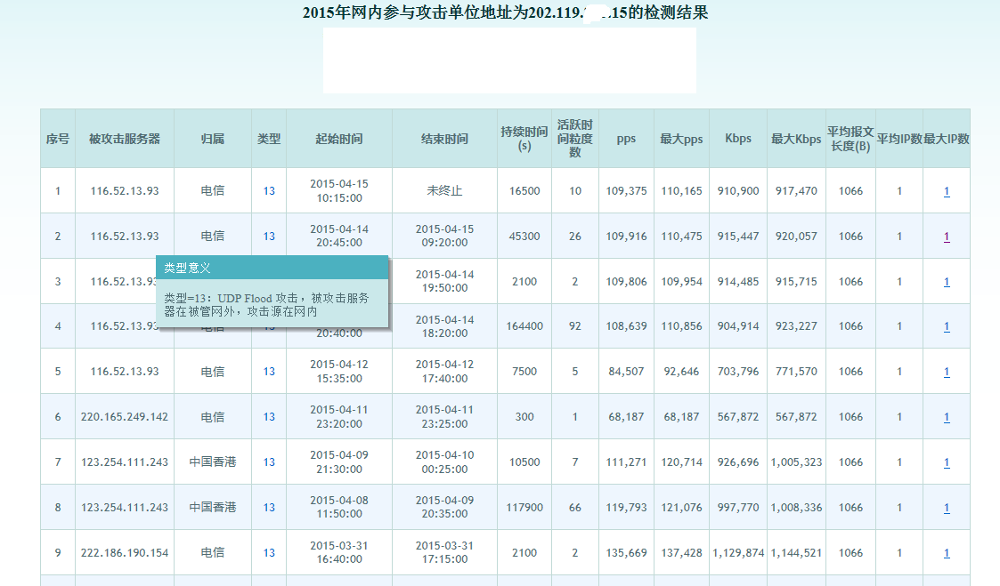 2015年网内参与攻击单位地址为202.119. .15的检测结果
序号 被攻击服务器 归属 类型 起始时间 结束时间 持续时间(s) 活跃时间粒度数 pps 最大pps Kbps 最大Kbps 平均报文长度(B) 平均IP数 最大IP数
1 116.52.13.93 电信 13 2015-04-15 10:15:00 未终止 16500 10 109,375 110,165 910,900 917,470 1066 1 1
2 116.52.13.93 电信 13 2015-04-14 20:45:00 2015-04-15 09:20:00 45300 26 109,916 110,475 915,447 920,057 1066 1 1
类型意义
类型=13：UDP Flood 攻击，被攻击服务
器在被管网外，攻击源在网内
3 116.52.13.93 2015-04-14 19:50:00 2100 2 109,806 109,954 914,485 915,715 1066 1 1
4 116.52.13.93 电信 13 20:40:00 2015-04-14 18:20:00 164400 92 108,639 110,856 904,914 923,227 1066 1 1
5 116.52.13.93 电信 13 2015-04-12 15:35:00 2015-04-12 17:40:00 7500 5 84,507 92,646 703,796 771,570 1066 1 1
6 220.165.249.142 电信 13 2015-04-11 23:20:00 2015-04-11 23:25:00 300 1 68,187 68,187 567,872 567,872 1066 1 1
7 123.254.111.243 中国香港 13 2015-04-09 21:30:00 2015-04-10 00:25:00 10500 7 111,271 120,714 926,696 1,005,323 1066 1 1
8 123.254.111.243 中国香港 13 2015-04-08 11:50:00 2015-04-09 20:35:00 117900 66 119,793 121,076 997,770 1,008,336 1066 1 1
9 222.186.190.154 电信 13 2015-03-31 16:40:00 2015-03-31 17:15:00 2100 2 135,669 137,428 1,129,874 1,144,521 1066 1 1